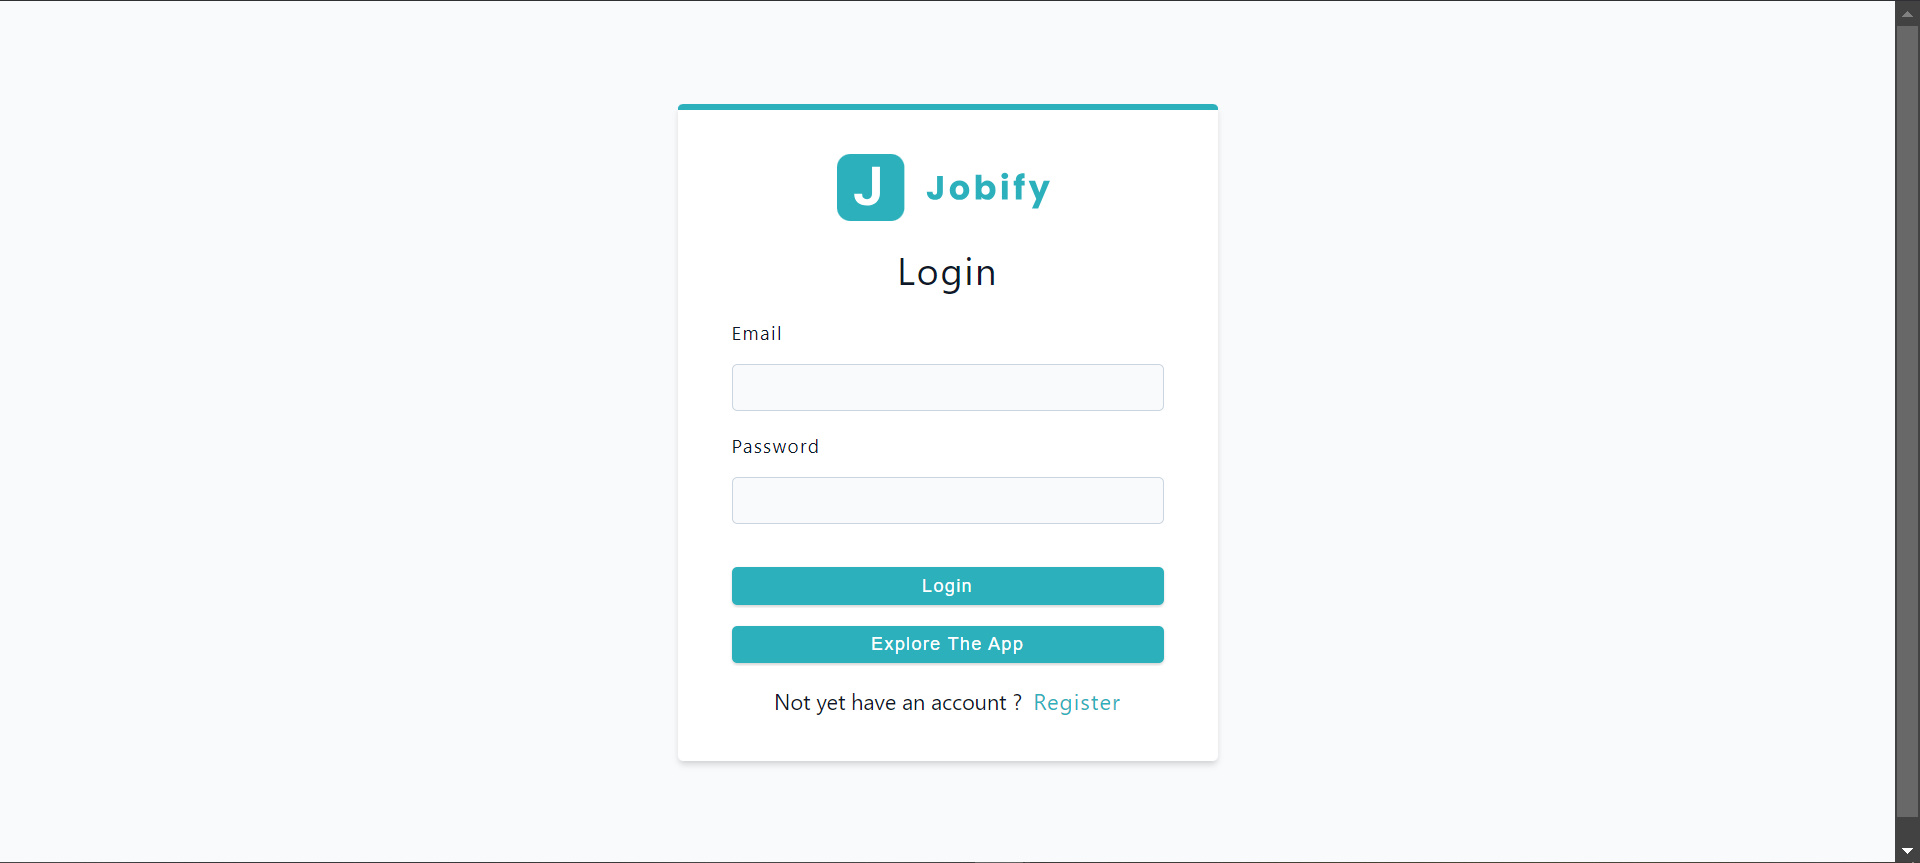 J Jobify
Login
Email
Password
Login
Explore The App
Not yet have an account ? Register